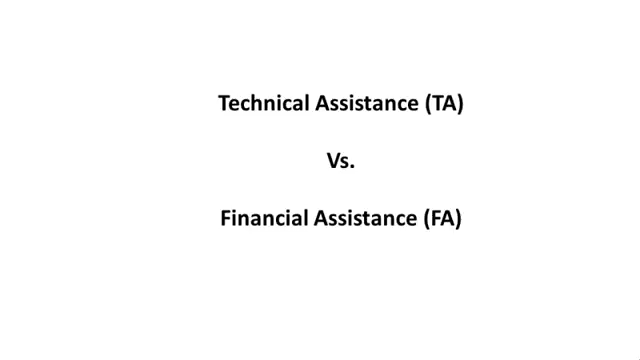 Technical Assistance (TA)
Vs.
Financial Assistance (FA)